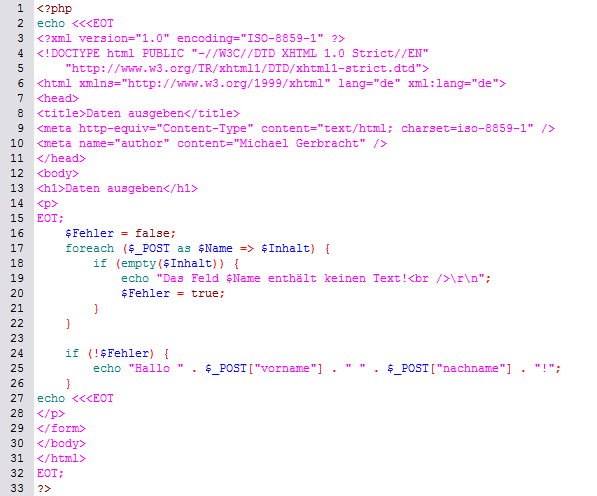 1 <?php
2 echo <<<EOT
3 <?xml version="1.0" encoding="ISO-8859-1" ?>
4 <!DOCTYPE html PUBLIC "-//W3C//DTD XHTML 1.0 Strict//EN"
5     "http://www.w3.org/TR/xhtml1/DTD/xhtml1-strict.dtd">
6 <html xmlns="http://www.w3.org/1999/xhtml" lang="de" xml:lang="de">
7 <head>
8 <title>Daten ausgeben</title>
9 <meta http-equiv="Content-Type" content="text/html; charset=iso-8859-1" />
10 <meta name="author" content="Michael Gerbracht" />
11 </head>
12 <body>
13 <h1>Daten ausgeben</h1>
14 <p>
15 EOT;
16     $Fehler = false;
17     foreach ($_POST as $Name => $Inhalt) {
18         if (empty($Inhalt)) {
19             echo "Das Feld $Name enthält keinen Text!<br />\r\n";
20             $Fehler = true;
21         }
22     }
23
24     if (!$Fehler) {
25         echo "Hallo " . $_POST["vorname"] . " " . $_POST["nachname"] . "!";
26     }
27 echo <<<EOT
28 </p>
29 </form>
30 </body>
31 </html>
32 EOT;
33 ?>